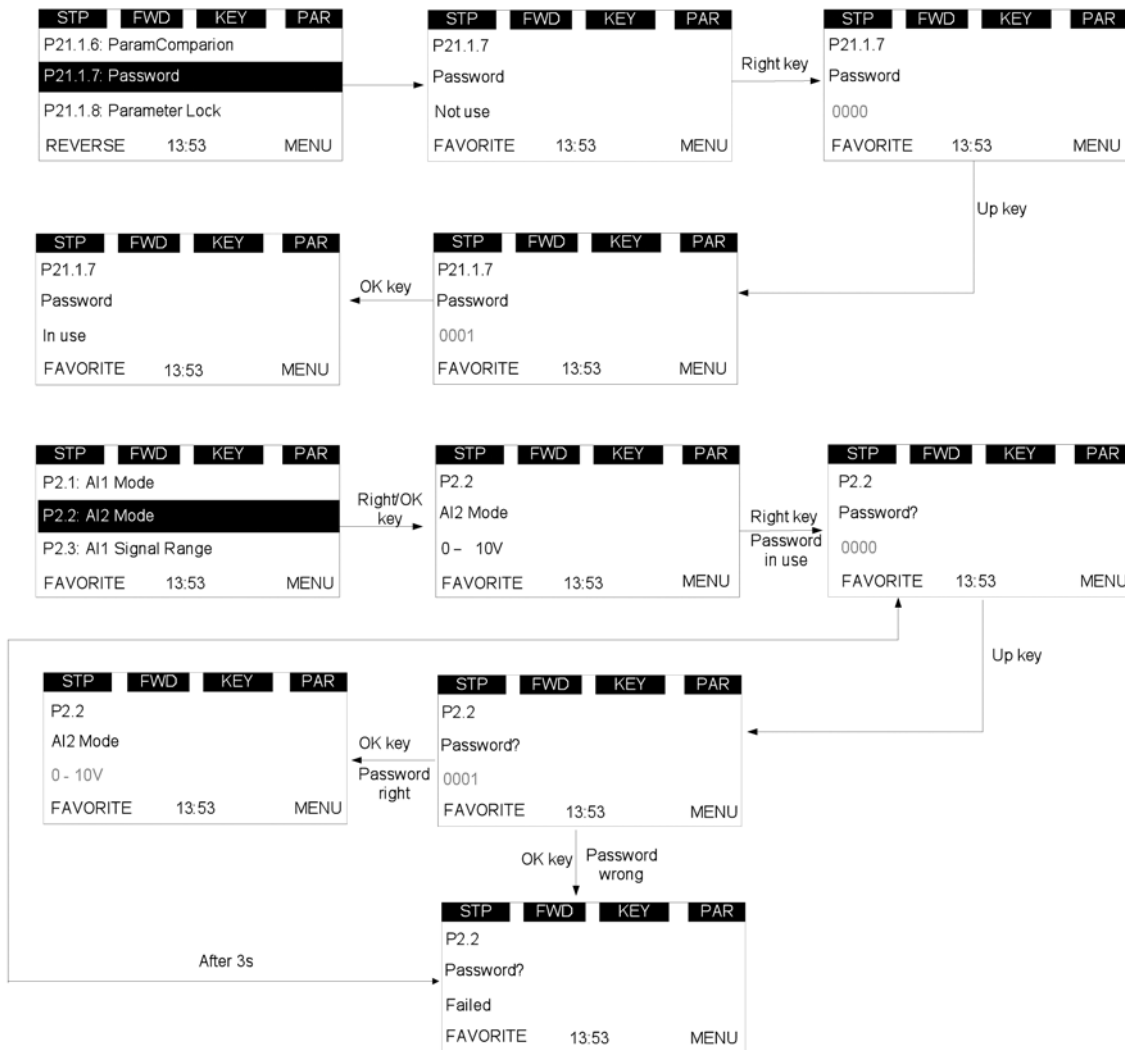 STP FWD KEY PAR
P21.1.6: ParamComparion
P21.1.7: Password
P21.1.8: Parameter Lock
REVERSE 13:53 MENU
STP FWD KEY PAR
P21.1.7
Password
Not use
FAVORITE 13:53 MENU
Right key
STP FWD KEY PAR
P21.1.7
Password
0000
FAVORITE 13:53 MENU
Up key
STP FWD KEY PAR
P21.1.7
Password
0001
FAVORITE 13:53 MENU
OK key
STP FWD KEY PAR
P21.1.7
Password
In use
FAVORITE 13:53 MENU
STP FWD KEY PAR
P2.1: AI1 Mode
P2.2: AI2 Mode
P2.3: AI1 Signal Range
FAVORITE 13:53 MENU
Right/OK
key
STP FWD KEY PAR
P2.2
AI2 Mode
0 – 10V
FAVORITE 13:53 MENU
Right key
Password
in use
STP FWD KEY PAR
P2.2
Password?
0000
FAVORITE 13:53 MENU
Up key
STP FWD KEY PAR
P2.2
Password?
0001
FAVORITE 13:53 MENU
OK key
Password
right
STP FWD KEY PAR
P2.2
AI2 Mode
0 - 10V
FAVORITE 13:53 MENU
OK key
Password
wrong
STP FWD KEY PAR
P2.2
Password?
Failed
FAVORITE 13:53 MENU
After 3s